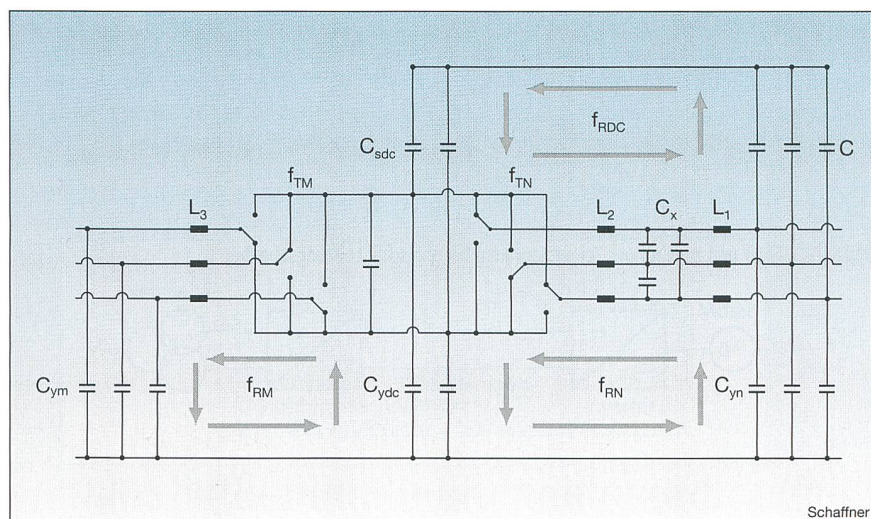 f_RDC
C_sdc
C
f_TM
f_TN
L_3
L_2
C_x
L_1
C_ym
f_RM
C_ydc
f_RN
C_yn
Schaffner